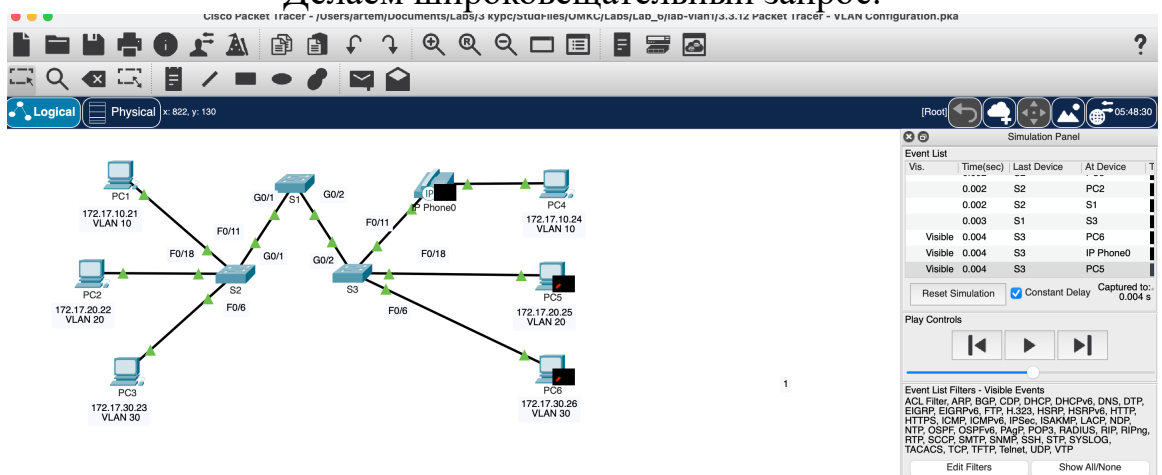 Делаем широковещательный запрос:
Cisco Packet Tracer - /Users/artem/Documents/Labs/3 курс/StudFiles/ОМКС/Labs/Lab_6/lab-vlan1/3.3.12 Packet Tracer - VLAN Configuration.pka
?
Logical
Physical
x: 822, y: 130
[Root]
05:48:30
PC1
172.17.10.21
VLAN 10
PC2
172.17.20.22
VLAN 20
PC3
172.17.30.23
VLAN 30
F0/11
F0/18
F0/6
S2
G0/1
G0/1
S1
G0/2
G0/2
S3
F0/11
F0/18
F0/6
IP
IP Phone0
PC4
172.17.10.24
VLAN 10
PC5
172.17.20.25
VLAN 20
PC6
172.17.30.26
VLAN 30
1
Simulation Panel
Event List
Vis. Time(sec) Last Device At Device T
0.002 S2 PC2
0.002 S2 S1
0.003 S1 S3
Visible 0.004 S3 PC6
Visible 0.004 S3 IP Phone0
Visible 0.004 S3 PC5
Reset Simulation
Constant Delay
Captured to:
0.004 s
Play Controls
Event List Filters - Visible Events
ACL Filter, ARP, BGP, CDP, DHCP, DHCPv6, DNS, DTP,
EIGRP, EIGRPv6, FTP, H.323, HSRP, HSRPv6, HTTP,
HTTPS, ICMP, ICMPv6, IPSec, ISAKMP, LACP, NDP,
NTP, OSPF, OSPFv6, PAgP, POP3, RADIUS, RIP, RIPng,
RTP, SCCP, SMTP, SNMP, SSH, STP, SYSLOG,
TACACS, TCP, TFTP, Telnet, UDP, VTP
Edit Filters
Show All/None